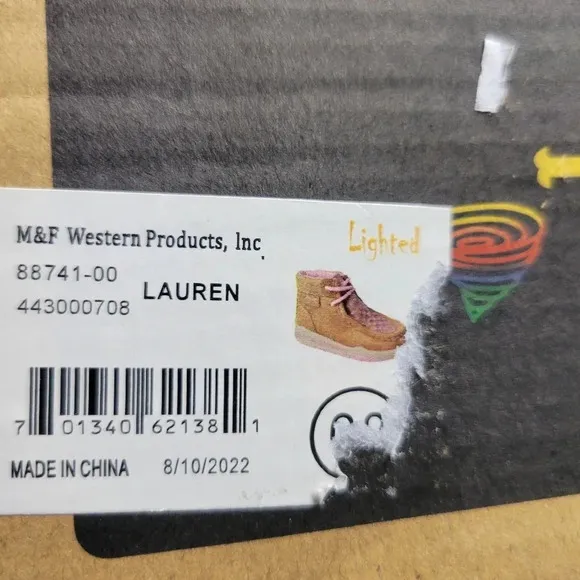 M&F Western Products, Inc.
Lighted
88741-00
443000708
LAUREN
7 01340 62138 1
MADE IN CHINA 8/10/2022